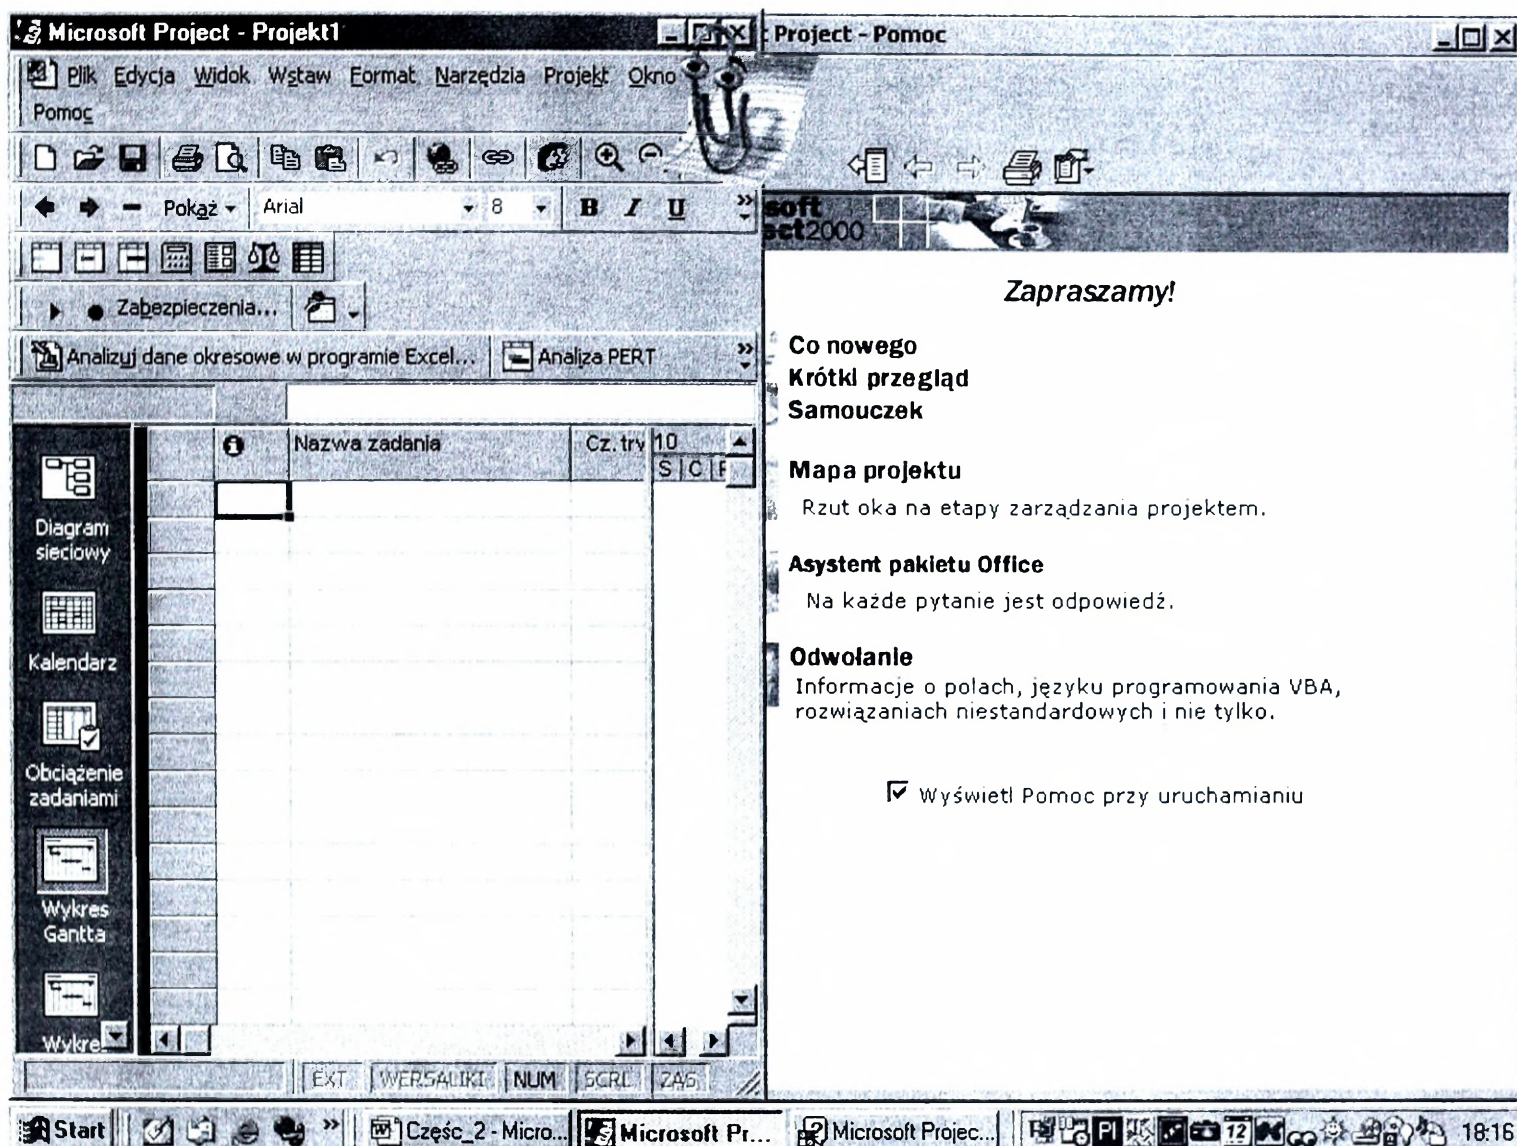 Microsoft Project - Projekt1
Plik Edycja Widok Wstaw Format Narzędzia Projekt Okno
Pomoc
Pokaż Arial 8 B I U
Zabezpieczenia...
Analizuj dane okresowe w programie Excel... Analiza PERT
Nazwa zadania Cz. trw 10
S C
Diagram
sieciowy
Kalendarz
Obciążenie
zadaniami
Wykres
Gantta
Wykres
EXT WERSALIKI NUM SCRL ZAS
Project - Pomoc
soft
ect2000
Zapraszamy!
Co nowego
Krótki przegląd
Samouczek
Mapa projektu
Rzut oka na etapy zarządzania projektem.
Asystent pakietu Office
Na każde pytanie jest odpowiedź.
Odwołanie
Informacje o polach, języku programowania VBA,
rozwiązaniach niestandardowych i nie tylko.
Wyświetl Pomoc przy uruchamianiu
Start Częśc_2 - Micro... Microsoft Pr... Microsoft Projec... Pl 12 18:16